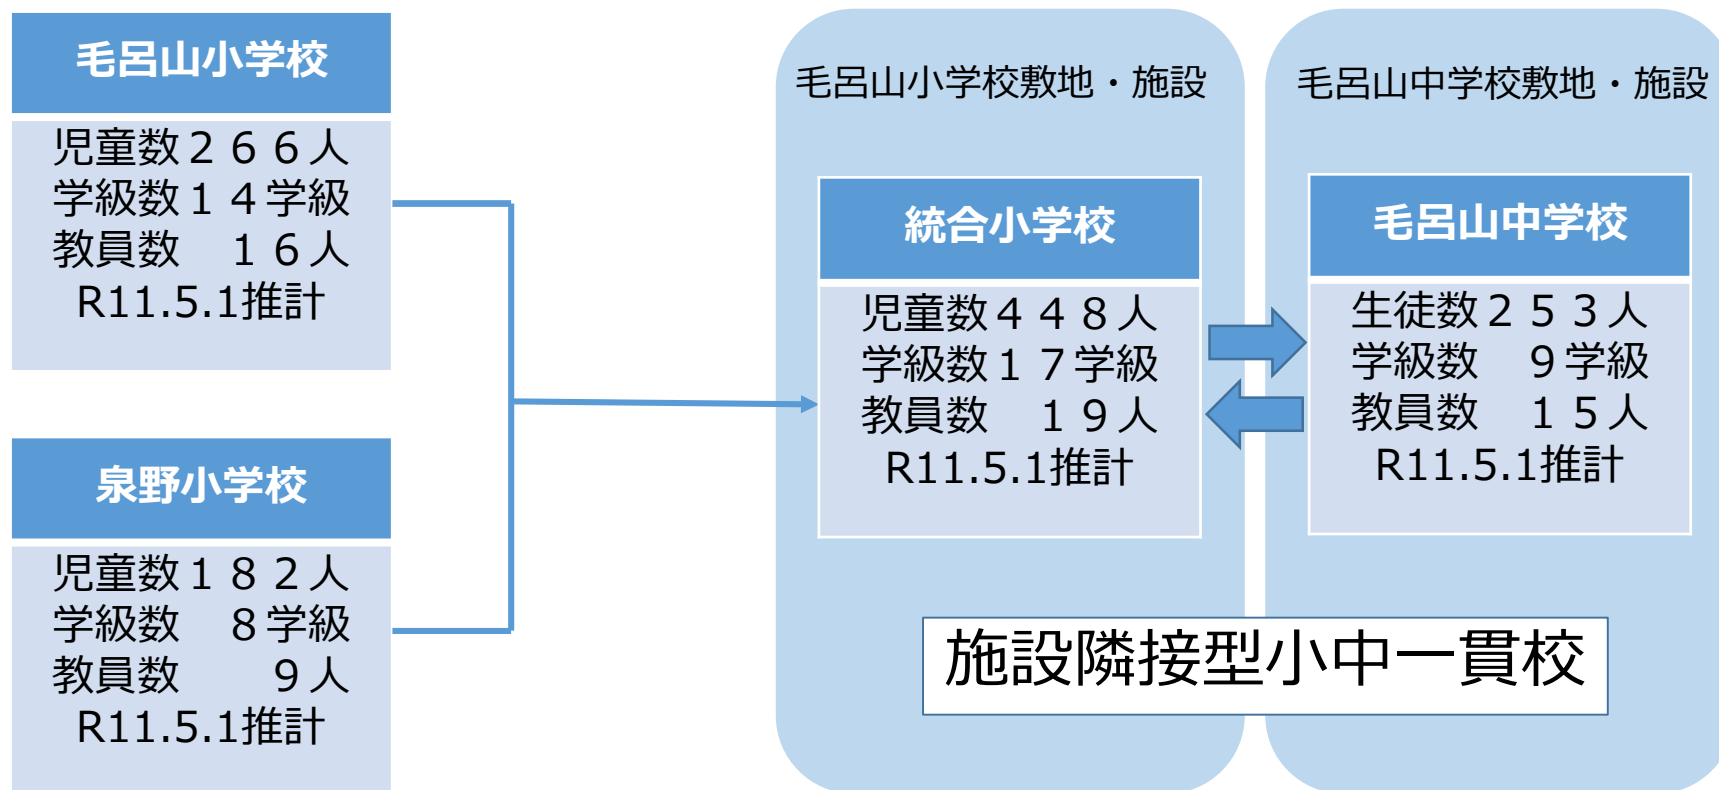 毛呂山小学校
児童数２６６人
学級数１４学級
教員数　１６人
R11.5.1推計
泉野小学校
児童数１８２人
学級数　８学級
教員数　　９人
R11.5.1推計
毛呂山小学校敷地・施設
統合小学校
児童数４４８人
学級数１７学級
教員数　１９人
R11.5.1推計
毛呂山中学校敷地・施設
毛呂山中学校
生徒数２５３人
学級数　９学級
教員数　１５人
R11.5.1推計
施設隣接型小中一貫校